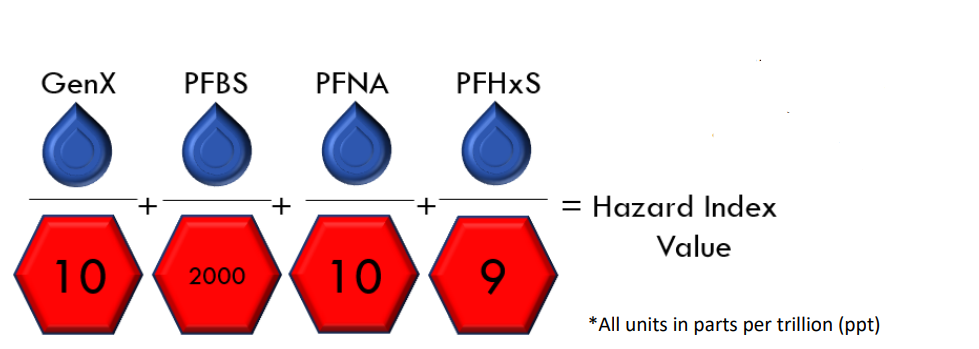 GenX PFBS PFNA PFHxS
+ + + = Hazard Index
Value
10 2000 10 9
*All units in parts per trillion (ppt)